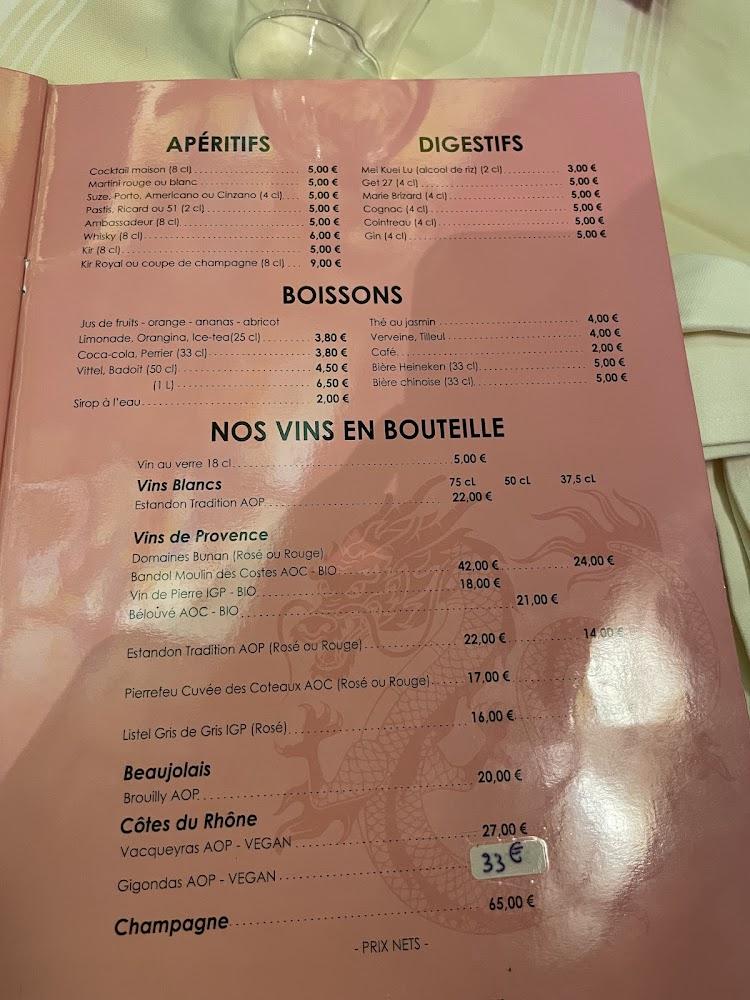 APÉRITIFS
Cocktail maison (8 cl) 5,00 €
Martini rouge ou blanc 5,00 €
Suze, Porto, Americano ou Cinzano (4 cl) 5,00 €
Pastis, Ricard ou 51 (2 cl) 5,00 €
Ambassadeur (8 cl) 5,00 €
Whisky (8 cl) 6,00 €
Kir (8 cl) 5,00 €
Kir Royal ou coupe de champagne (8 cl) 9,00 €
DIGESTIFS
Mei Kuei Lu (alcool de riz) (2 cl) 3,00 €
Get 27 (4 cl) 5,00 €
Marie Brizard (4 cl) 5,00 €
Cognac (4 cl) 5,00 €
Cointreau (4 cl) 5,00 €
Gin (4 cl) 5,00 €
BOISSONS
Jus de fruits - orange - ananas - abricot
Limonade, Orangina, Ice-tea(25 cl) 3,80 €
Coca-cola, Perrier (33 cl) 3,80 €
Vittel, Badoit (50 cl) 4,50 €
(1 L) 6,50 €
Sirop à l'eau 2,00 €
Thé au jasmin 4,00 €
Verveine, Tilleul 4,00 €
Café 2,00 €
Bière Heineken (33 cl) 5,00 €
Bière chinoise (33 cl) 5,00 €
NOS VINS EN BOUTEILLE
Vin au verre 18 cl 5,00 €
Vins Blancs 75 cL 50 cL 37,5 cL
Estandon Tradition AOP 22,00 €
Vins de Provence
Domaines Bunan (Rosé ou Rouge)
Bandol Moulin des Costes AOC - BIO 42,00 € 24,00 €
Vin de Pierre IGP - BIO 18,00 €
Bélouvé AOC - BIO 21,00 €
Estandon Tradition AOP (Rosé ou Rouge) 22,00 € 14,00 €
Pierrefeu Cuvée des Coteaux AOC (Rosé ou Rouge) 17,00 €
Listel Gris de Gris IGP (Rosé) 16,00 €
Beaujolais
Brouilly AOP 20,00 €
Côtes du Rhône
Vacqueyras AOP - VEGAN 27,00 €
Gigondas AOP - VEGAN 33 €
Champagne 65,00 €
- PRIX NETS -